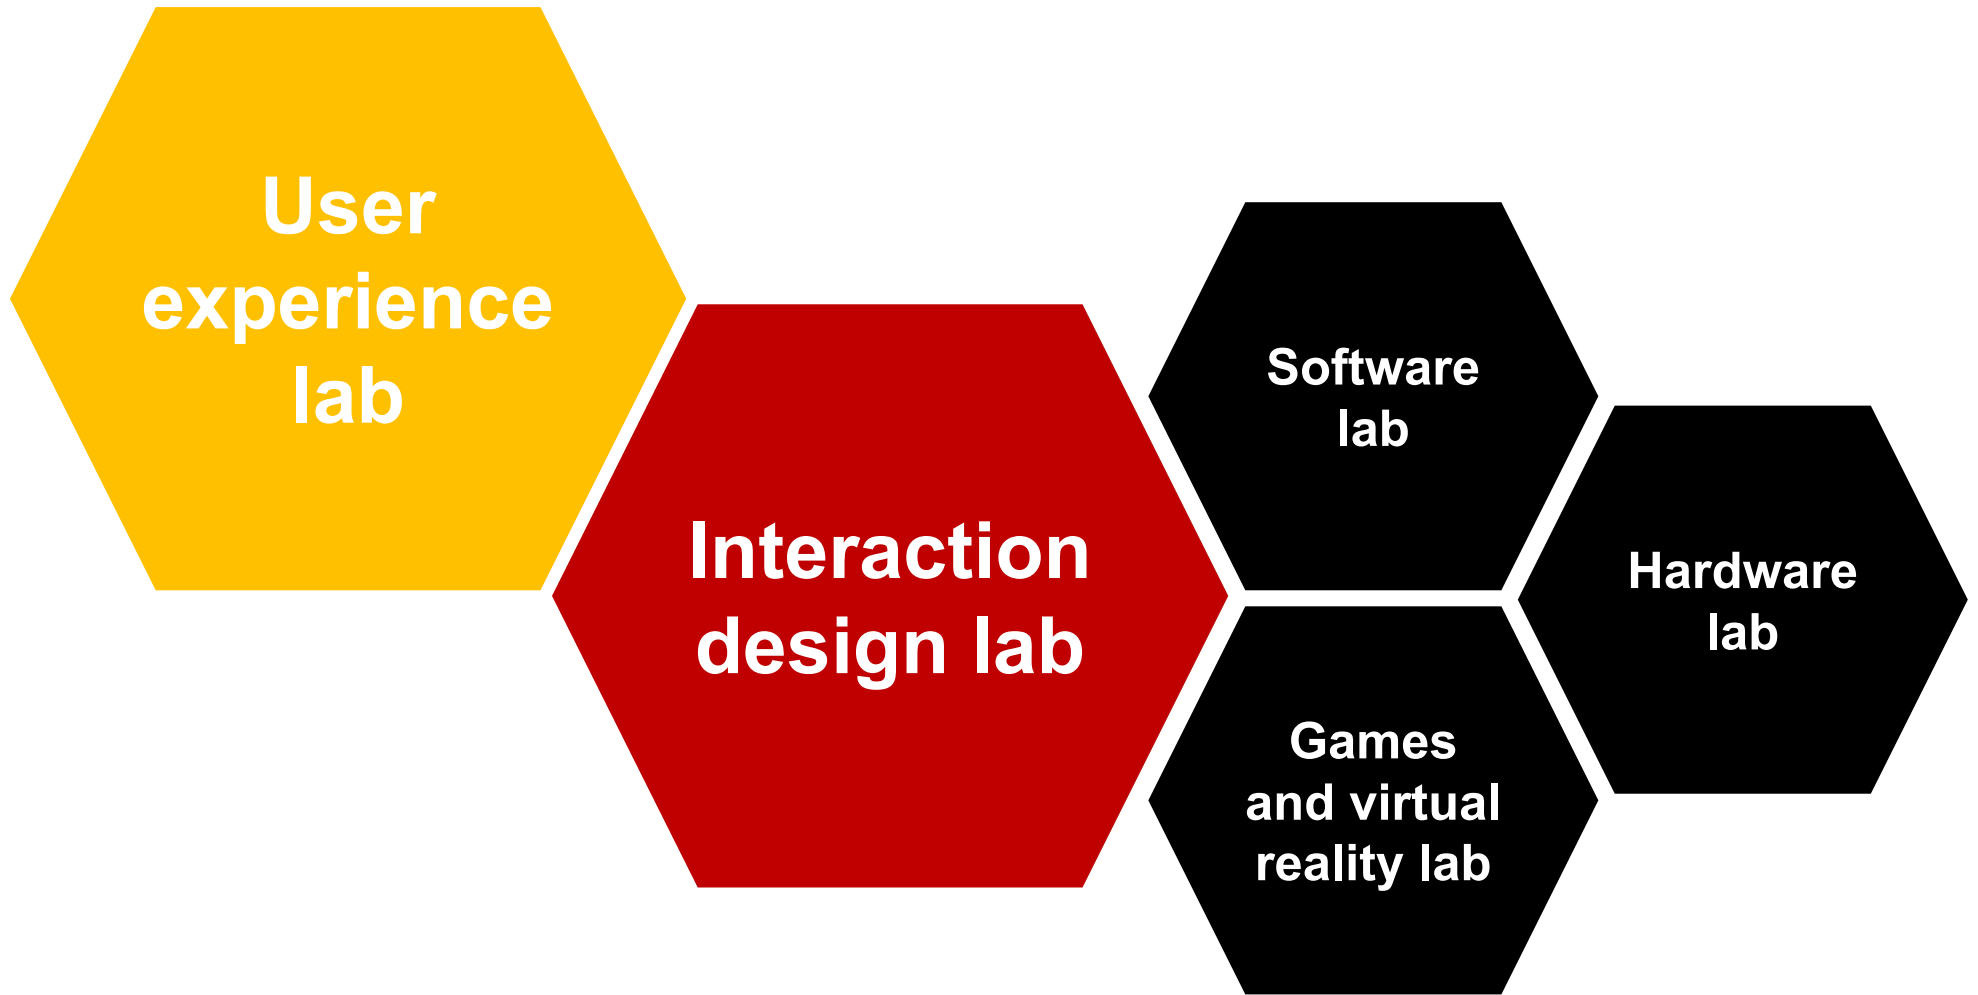 User
experience
lab
Interaction
design lab
Software
lab
Hardware
lab
Games
and virtual
reality lab